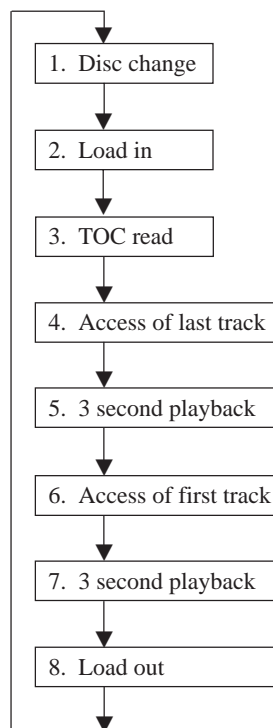 1. Disc change
2. Load in
3. TOC read
4. Access of last track
5. 3 second playback
6. Access of first track
7. 3 second playback
8. Load out